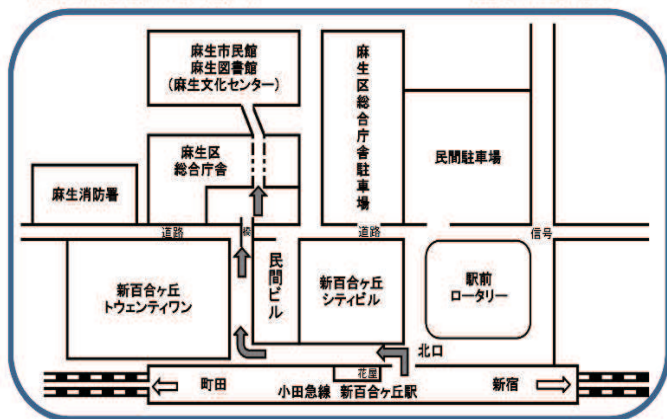 麻生市民館
麻生図書館
(麻生文化センター)
麻生区総合庁舎駐車場
麻生区
総合庁舎
民間駐車場
麻生消防署
道路
橋
道路
信号
新百合ヶ丘
トウェンティワン
民間ビル
新百合ヶ丘
シティビル
駅前
ロータリー
北口
花屋
町田
小田急線 新百合ヶ丘駅
新宿